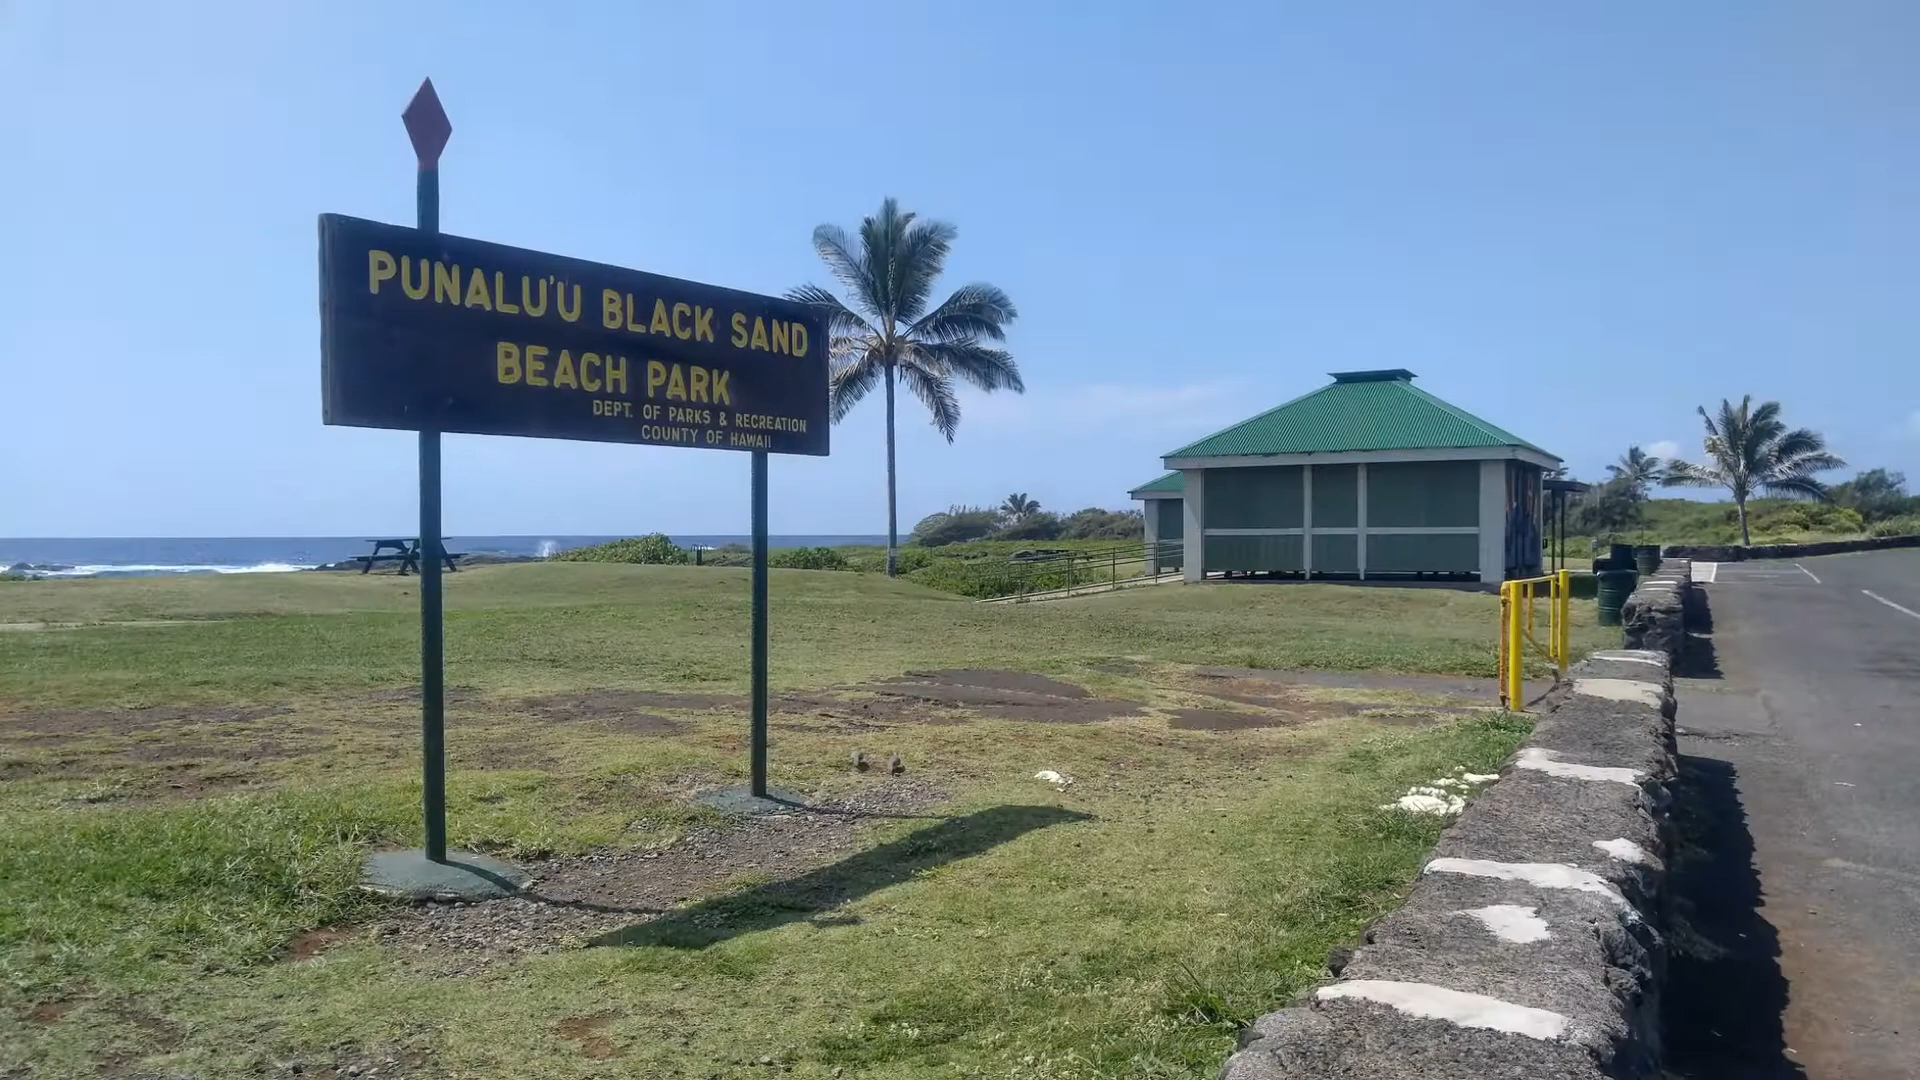 PUNALU'U BLACK SAND
BEACH PARK
DEPT. OF PARKS & RECREATION
COUNTY OF HAWAII